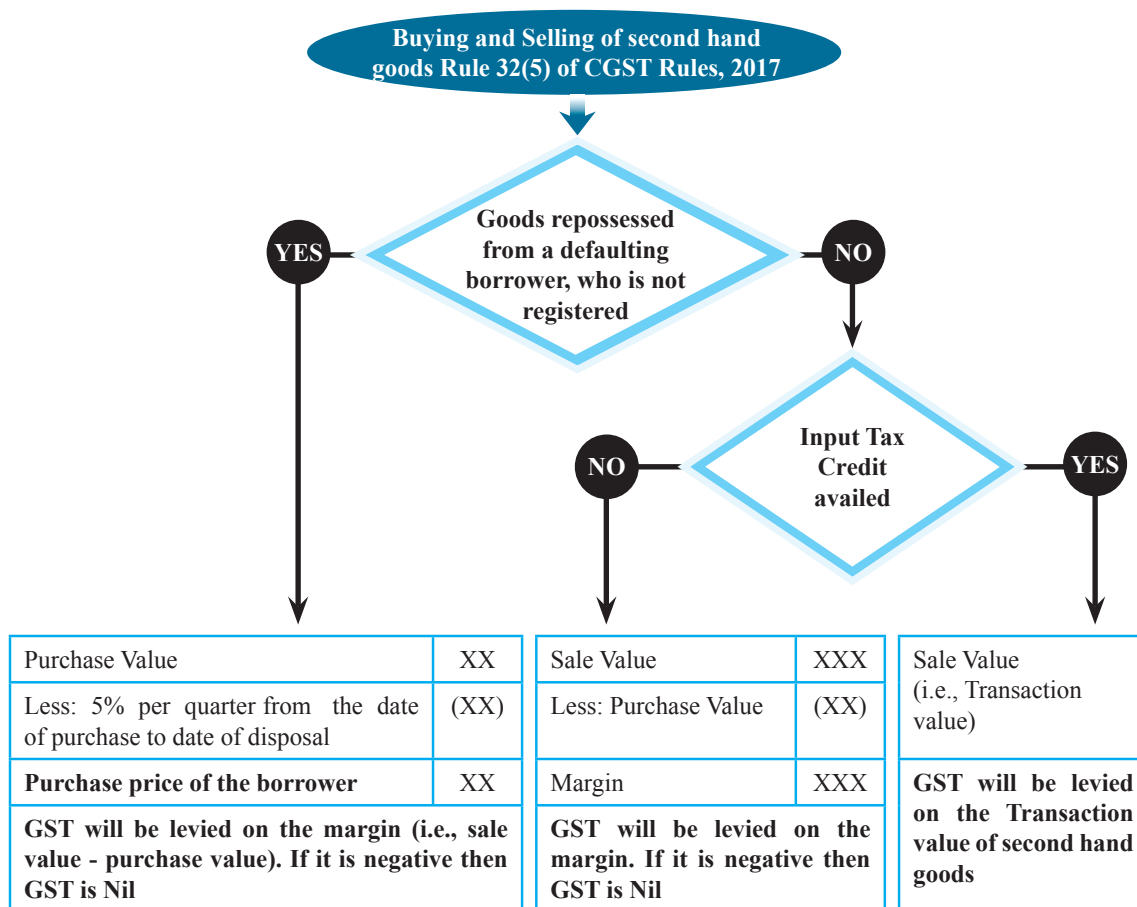 Buying and Selling of second hand
goods Rule 32(5) of CGST Rules, 2017
Goods repossessed
from a defaulting
borrower, who is not
registered
YES
NO
Input Tax
Credit
availed
NO
YES
Purchase Value XX
Less: 5% per quarter from the date (XX)
of purchase to date of disposal
Purchase price of the borrower XX
GST will be levied on the margin (i.e., sale
value - purchase value). If it is negative then
GST is Nil
Sale Value XXX
Less: Purchase Value (XX)
Margin XXX
GST will be levied on the
margin. If it is negative then
GST is Nil
Sale Value
(i.e., Transaction
value)
GST will be levied
on the Transaction
value of second hand
goods